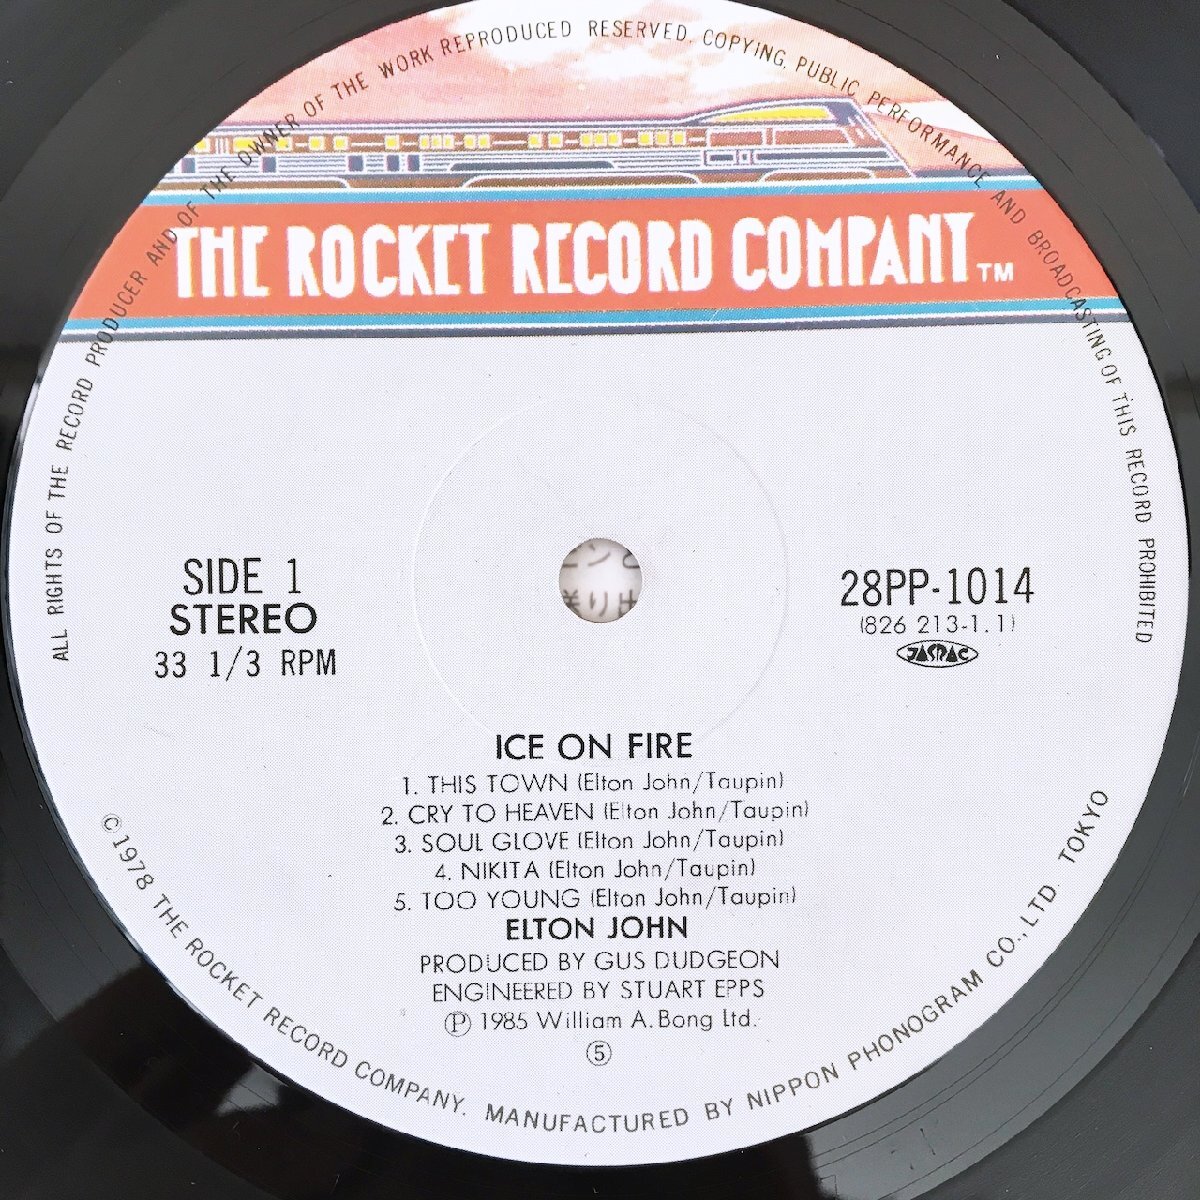 ALL RIGHTS OF THE RECORD PRODUCER AND OF THE OWNER OF THE WORK REPRODUCED RESERVED. COPYING, PUBLIC PERFORMANCE AND BROADCASTING OF THIS RECORD PROHIBITED
THE ROCKET RECORD COMPANY TM
SIDE 1
STEREO
33 1/3 RPM
28PP-1014
(826 213-1.1)
JASRAC
ICE ON FIRE
1. THIS TOWN (Elton John/Taupin)
2. CRY TO HEAVEN (Elton John/Taupin)
3. SOUL GLOVE (Elton John/Taupin)
4. NIKITA (Elton John/Taupin)
5. TOO YOUNG (Elton John/Taupin)
ELTON JOHN
PRODUCED BY GUS DUDGEON
ENGINEERED BY STUART EPPS
Ⓟ 1985 William A. Bong Ltd.
⑤
© 1978 THE ROCKET RECORD COMPANY. MANUFACTURED BY NIPPON PHONOGRAM CO., LTD. TOKYO